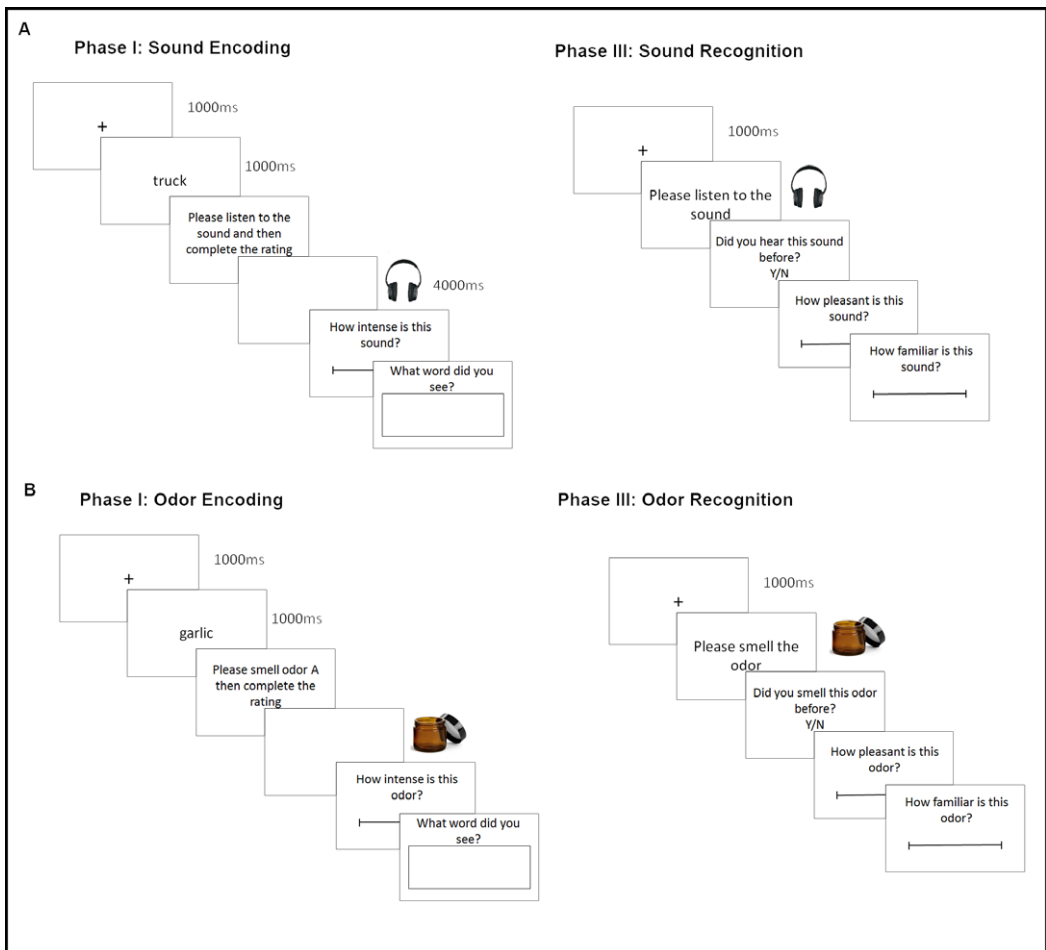 A
Phase I: Sound Encoding
1000ms
+
1000ms
truck
Please listen to the
sound and then
complete the rating
4000ms
How intense is this
sound?
What word did you
see?
Phase III: Sound Recognition
1000ms
+
Please listen to the
sound
Did you hear this sound
before?
Y/N
How pleasant is this
sound?
How familiar is this
sound?
B
Phase I: Odor Encoding
1000ms
+
1000ms
garlic
Please smell odor A
then complete the
rating
How intense is this
odor?
What word did you
see?
Phase III: Odor Recognition
1000ms
+
Please smell the
odor
Did you smell this odor
before?
Y/N
How pleasant is this
odor?
How familiar is this
odor?